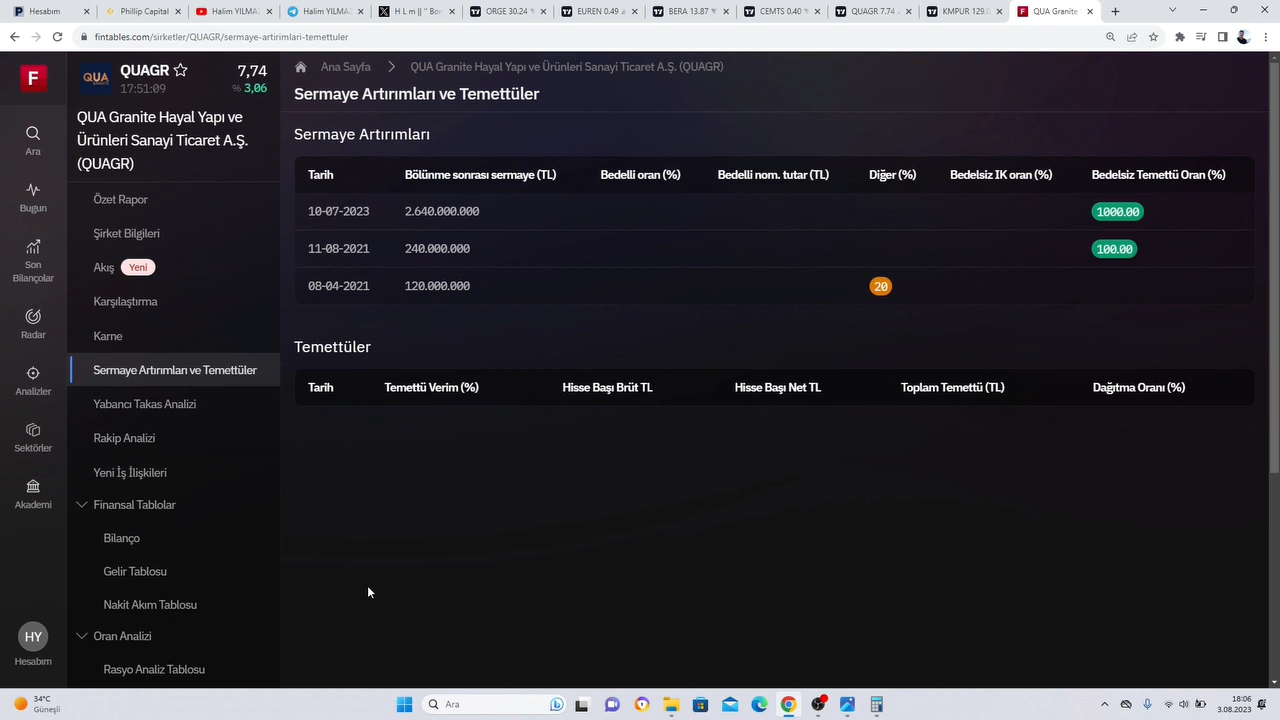 Hesabım
Phillip Capital
Halim YILMAZ
Halim YILMAZ
H L m || " Bo
ORGE 30.24
EUREN 0.49
BERA 13.87
CEMTS 0.40
QUAGR 7.74
KMPUR 129.0
QUA Granite
fintables.com/sirketler/QUAGR/sermaye-artirimlari-temettuler
F
QUA
QUAGR
7,74
17:51:09
% 3,06
QUA Granite Hayal Yapı ve
Ürünleri Sanayi Ticaret A.Ş.
(QUAGR)
Ana Sayfa
QUA Granite Hayal Yapı ve Ürünleri Sanayi Ticaret A.Ş. (QUAGR)
Sermaye Artırımları ve Temettüler
Ara
Bugün
Son
Bilançolar
Radar
Analizler
Sektörler
Akademi
HY
Hesabım
Özet Rapor
Şirket Bilgileri
Akış Yeni
Karşılaştırma
Karne
Sermaye Artırımları ve Temettüler
Yabancı Takas Analizi
Rakip Analizi
Yeni İş İlişkileri
Finansal Tablolar
Bilanço
Gelir Tablosu
Nakit Akım Tablosu
Oran Analizi
Rasyo Analiz Tablosu
Sermaye Artırımları
Tarih Bölünme sonrası sermaye (TL) Bedelli oran (%) Bedelli nom. tutar (TL) Diğer (%) Bedelsiz IK oran (%) Bedelsiz Temettü Oran (%)
10-07-2023 2.640.000.000 1000.00
11-08-2021 240.000.000 100.00
08-04-2021 120.000.000 20
Temettüler
Tarih Temettü Verim (%) Hisse Başı Brüt TL Hisse Başı Net TL Toplam Temettü (TL) Dağıtma Oranı (%)
34°C
Güneşli
Ara
18:06
3.08.2023